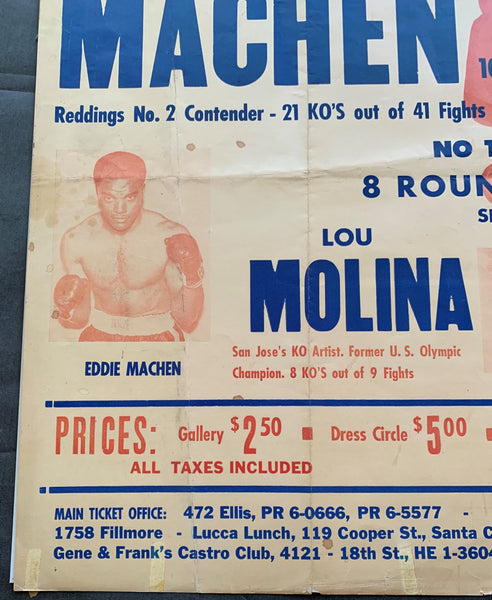 MACHEN
10
Reddings No. 2 Contender - 21 KO'S out of 41 Fights
NO
8 ROUN
LOU
MOLINA
San Jose's KO Artist. Former U. S. Olympic
Champion. 8 KO'S out of 9 Fights
EDDIE MACHEN
PRICES: Gallery $2.50 ■ Dress Circle $5.00
ALL TAXES INCLUDED
MAIN TICKET OFFICE: 472 Ellis, PR 6-0666, PR 6-5577 -
1758 Fillmore - Lucca Lunch, 119 Cooper St., Santa C
Gene & Frank's Castro Club, 4121 - 18th St., HE 1-3604